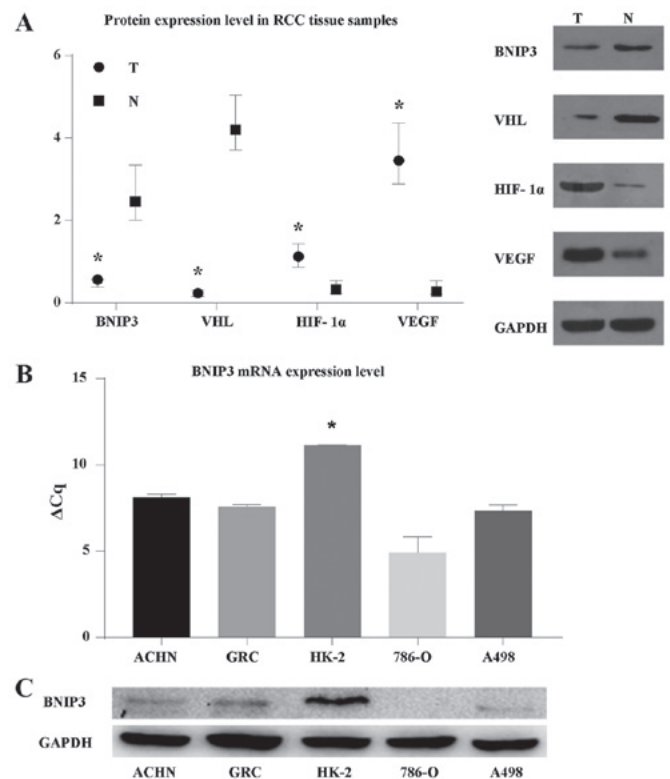 A
Protein expression level in RCC tissue samples
6
4
2
0
T
N
*
*
*
*
BNIP3 VHL HIF- 1α VEGF
T N
BNIP3
VHL
HIF- 1α
VEGF
GAPDH
B
BNIP3 mRNA expression level
15
10
5
0
ΔCq
*
ACHN GRC HK-2 786-O A498
C
BNIP3
GAPDH
ACHN GRC HK-2 786-O A498